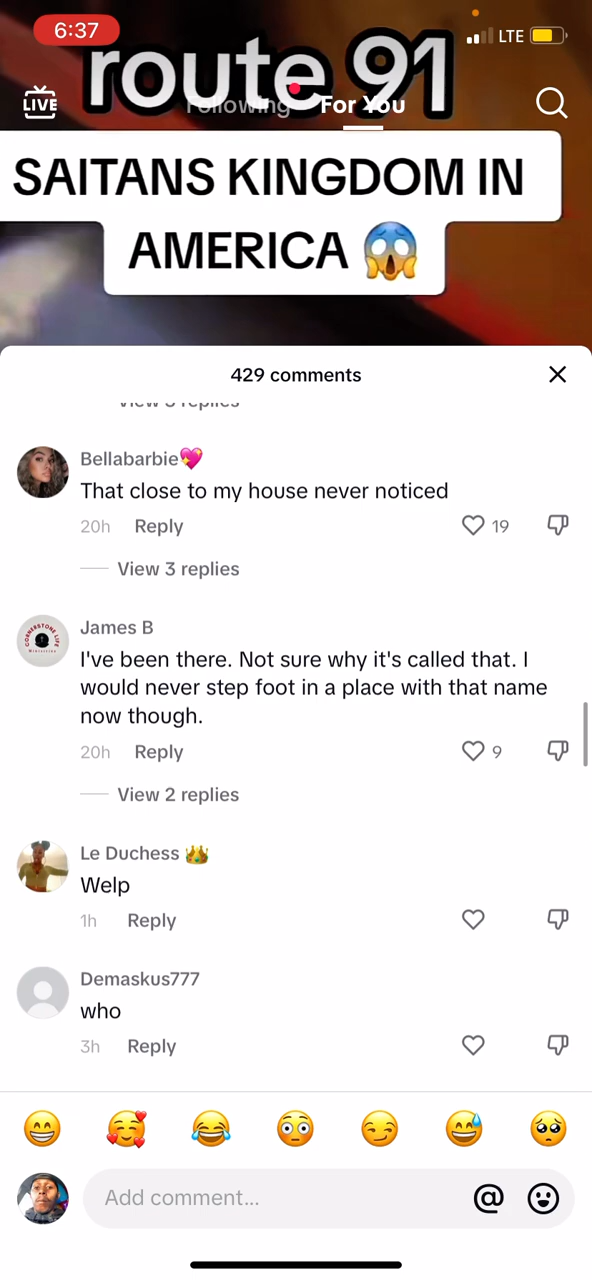 6:37
LTE
route 91
LIVE
Following
For You
SAITANS KINGDOM IN
AMERICA 😱
429 comments
View 3 replies
Bellabarbie💖
That close to my house never noticed
20h Reply 19
View 3 replies
James B
I've been there. Not sure why it's called that. I
would never step foot in a place with that name
now though.
20h Reply 9
View 2 replies
Le Duchess 👑
Welp
1h Reply
Demaskus777
who
3h Reply
😁 🥰 😂 😳 😏 😅 🥺
Add comment... @